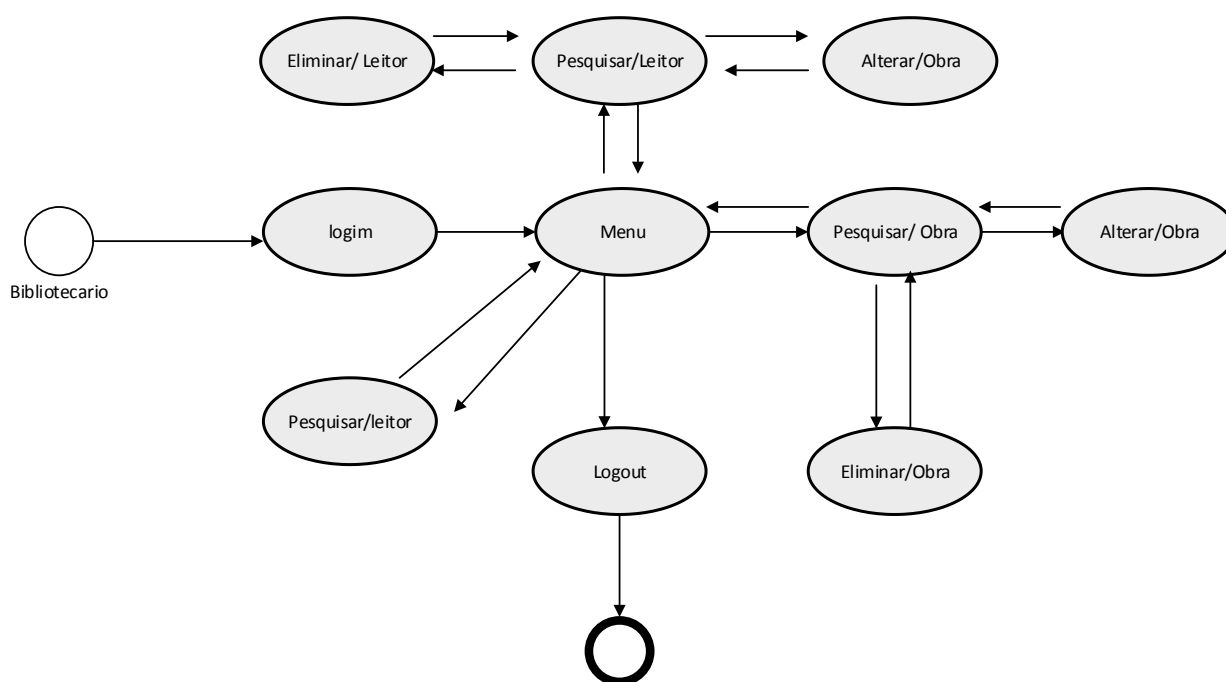 Eliminar/ Leitor
Pesquisar/Leitor
Alterar/Obra
logim
Menu
Pesquisar/ Obra
Alterar/Obra
Bibliotecario
Pesquisar/leitor
Logout
Eliminar/Obra